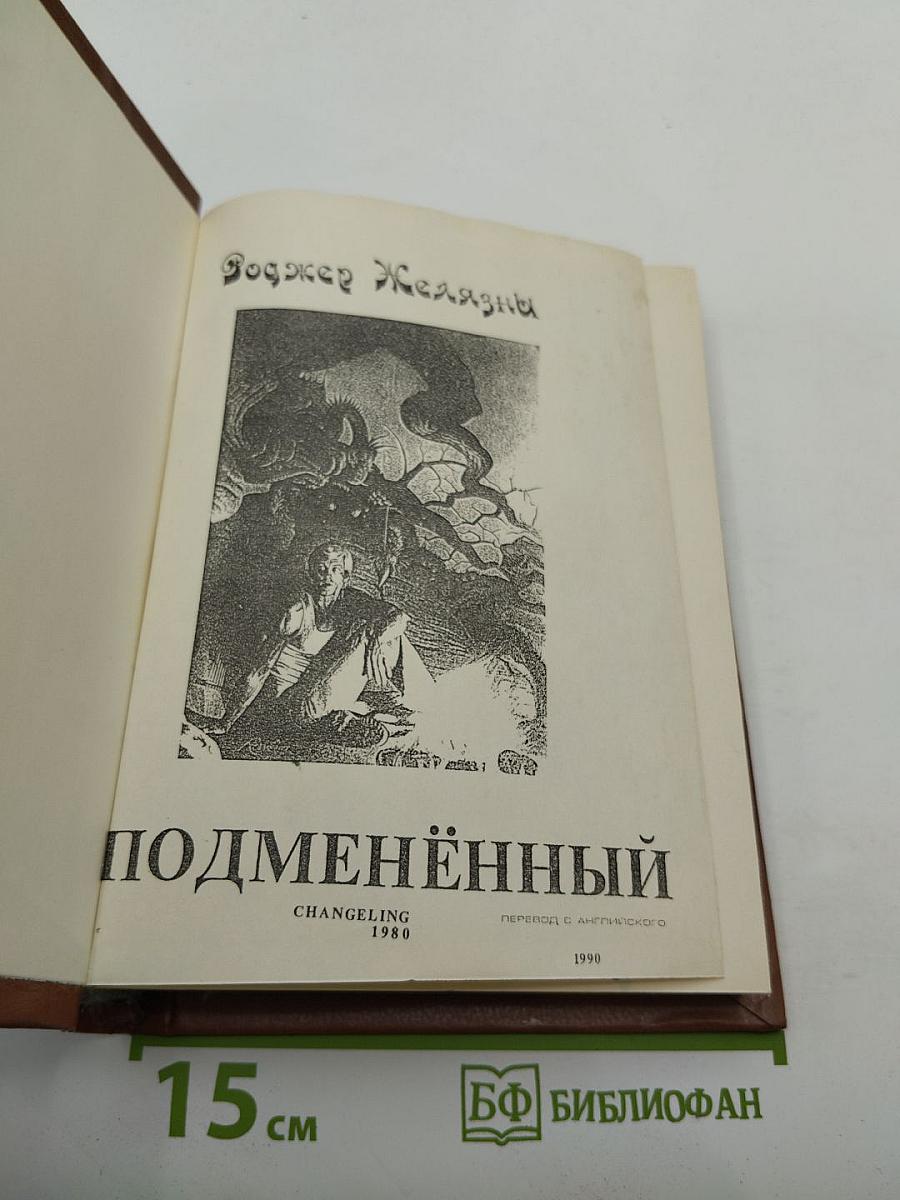 Роджер Желязны
ПОДМЕНЁННЫЙ
CHANGELING
1980
ПЕРЕВОД С АНГЛИЙСКОГО
1990
15 см
БФ БИБЛИОФАН